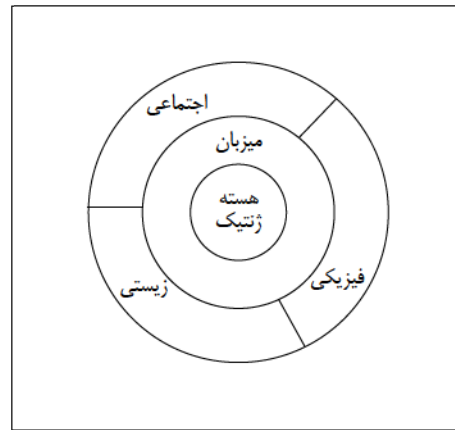 اجتماعی
میزبان
هسته
ژنتیک
فیزیکی
زیستی